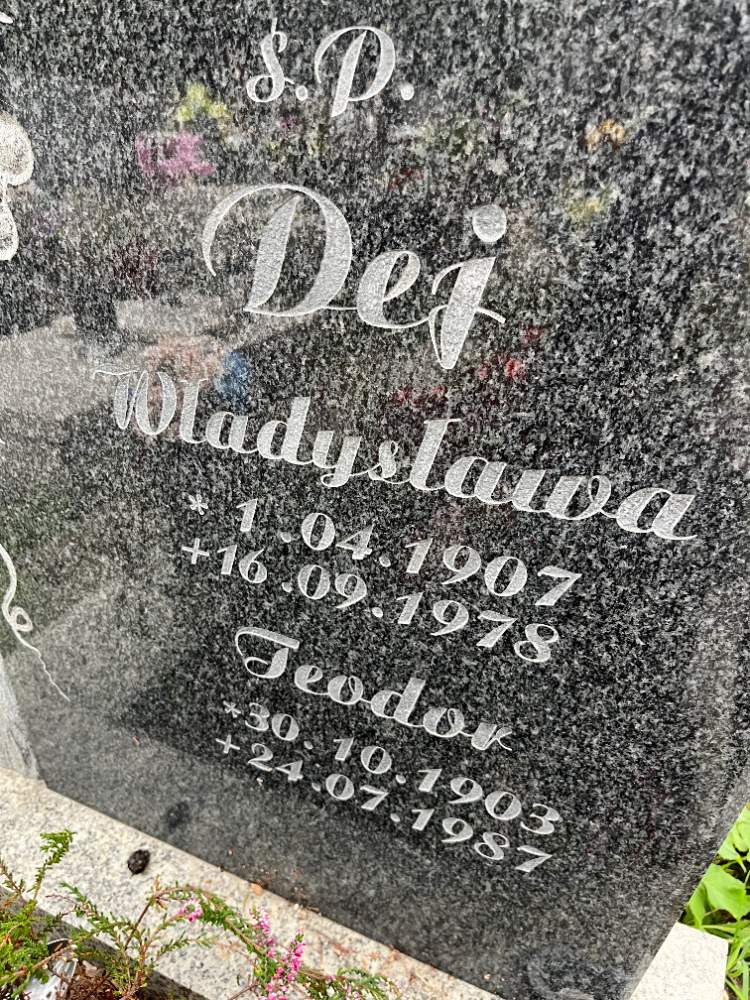 Ś.P.
Dej
Władysława
* 1.04.1907
+16.09.1978
Teodor
*30.10.1903
+24.07.1987